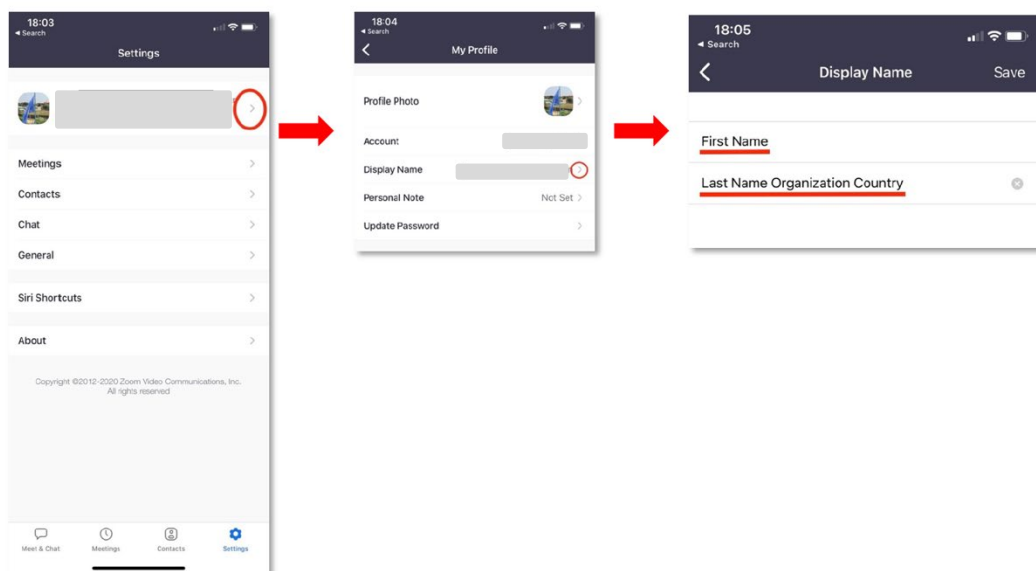 18:03
◄ Search
Settings
Meetings
Contacts
Chat
General
Siri Shortcuts
About
Copyright ©2012-2020 Zoom Video Communications, Inc.
All rights reserved
Meet & Chat
Meetings
Contacts
Settings
18:04
◄ Search
My Profile
Profile Photo
Account
Display Name
Personal Note
Not Set
Update Password
18:05
◄ Search
Display Name
Save
First Name
Last Name Organization Country